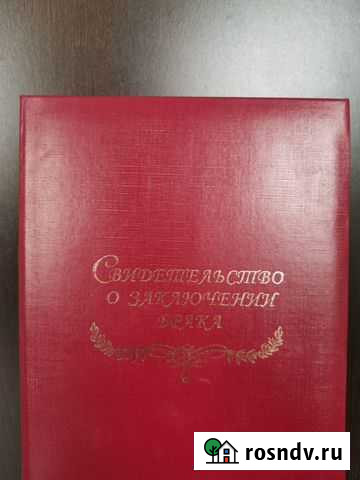 Свидетельство
о заключении
брака
rosndv.ru